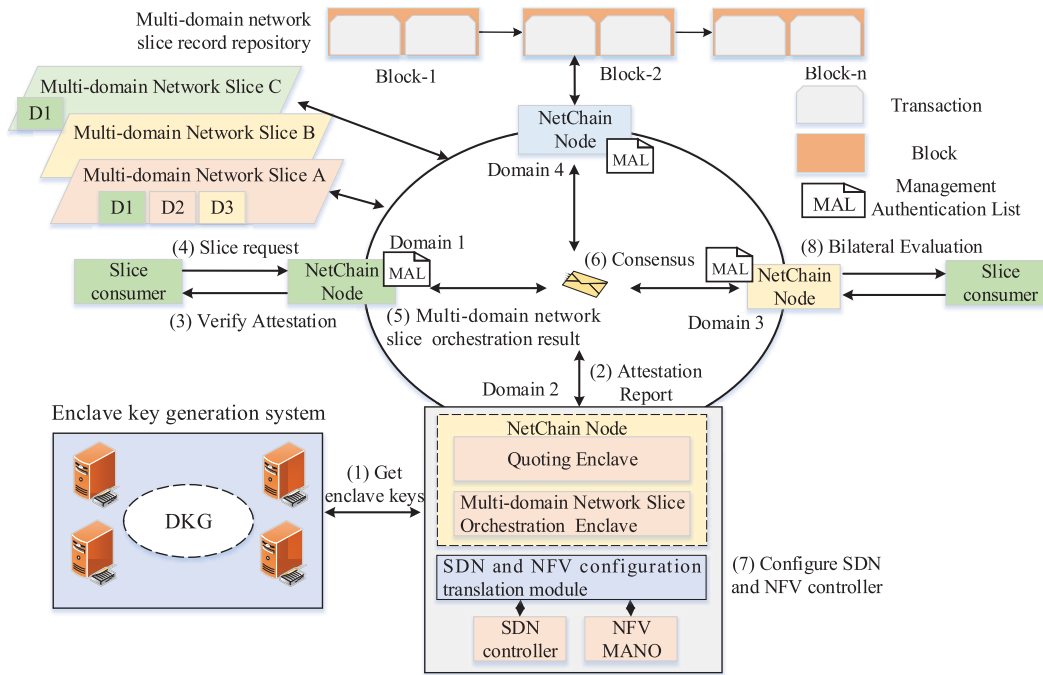 Multi-domain network
slice record repository
Block-1
Block-2
Block-n
Transaction
Block
MAL
Management
Authentication List
Multi-domain Network Slice C
D1
Multi-domain Network Slice B
Multi-domain Network Slice A
D1
D2
D3
NetChain
Node
MAL
Domain 4
(4) Slice request
Slice
consumer
(3) Verify Attestation
Domain 1
NetChain
Node
MAL
(5) Multi-domain network
slice orchestration result
(6) Consensus
MAL
NetChain
Node
Domain 3
(8) Bilateral Evaluation
Slice
consumer
(2) Attestation
Report
Domain 2
Enclave key generation system
DKG
(1) Get
enclave keys
NetChain Node
Quoting Enclave
Multi-domain Network Slice
Orchestration Enclave
SDN and NFV configuration
translation module
SDN
controller
NFV
MANO
(7) Configure SDN
and NFV controller